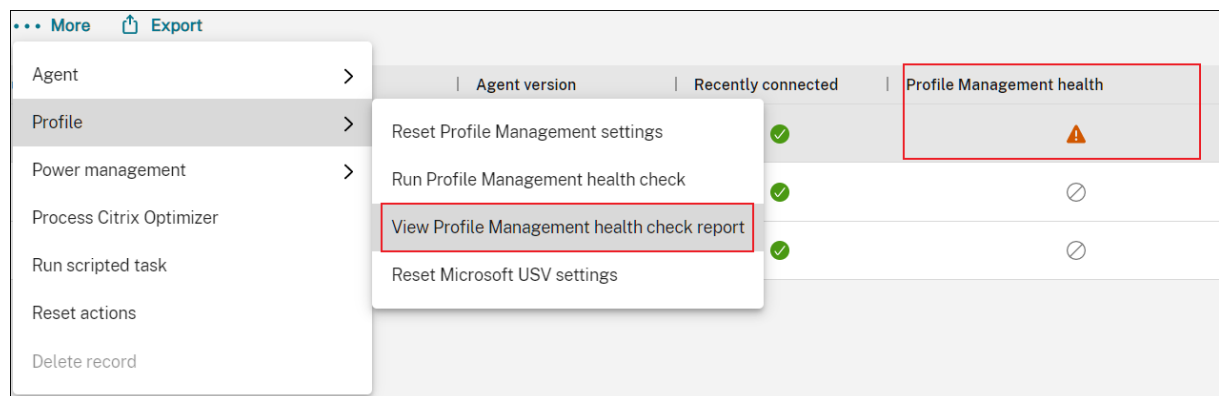 More Export
Agent
Profile
Power management
Process Citrix Optimizer
Run scripted task
Reset actions
Delete record
Agent version Recently connected Profile Management health
Reset Profile Management settings
Run Profile Management health check
View Profile Management health check report
Reset Microsoft USV settings